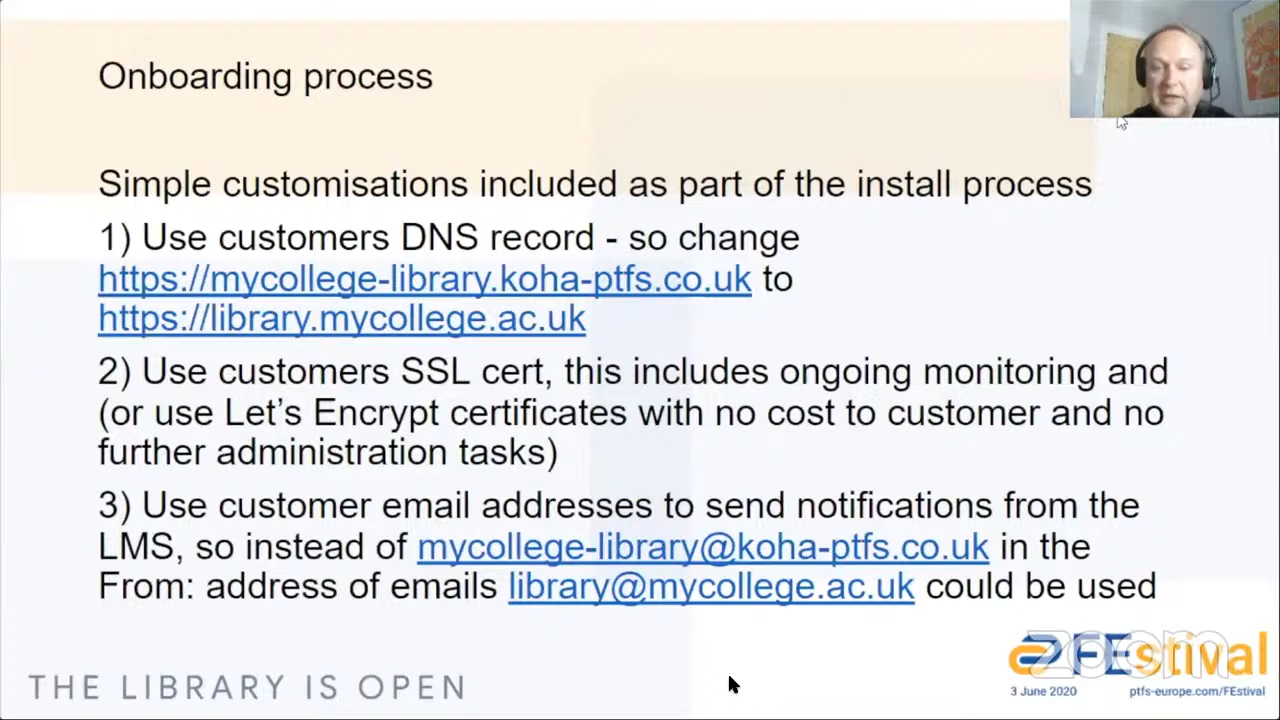 Onboarding process
Simple customisations included as part of the install process
1) Use customers DNS record - so change
https://mycollege-library.koha-ptfs.co.uk to
https://library.mycollege.ac.uk
2) Use customers SSL cert, this includes ongoing monitoring and
(or use Let's Encrypt certificates with no cost to customer and no
further administration tasks)
3) Use customer email addresses to send notifications from the
LMS, so instead of mycollege-library@koha-ptfs.co.uk in the
From: address of emails library@mycollege.ac.uk could be used
THE LIBRARY IS OPEN
FEstival
zoom
3 June 2020 ptfs-europe.com/FEstival